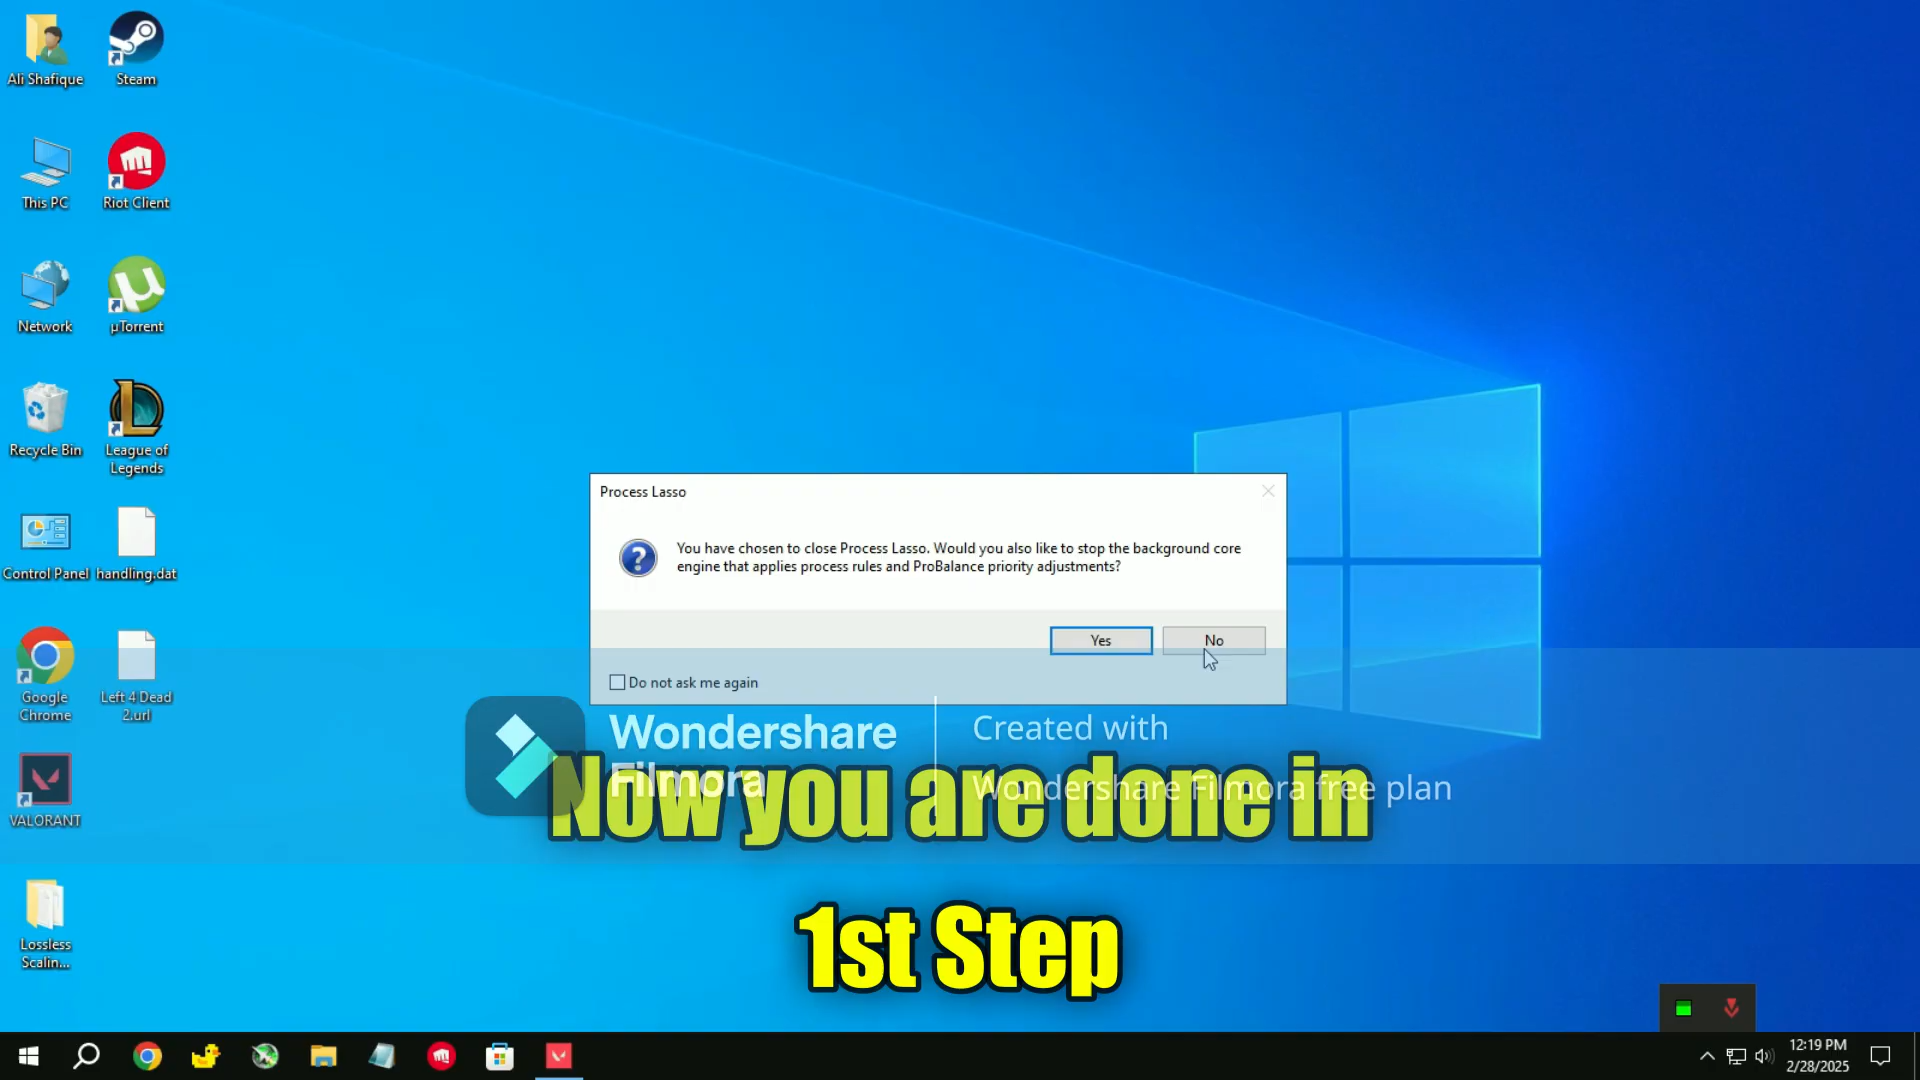 Ali Shafique
Steam
This PC
Riot Client
Network
µTorrent
Recycle Bin
League of
Legends
Control Panel
handling.dat
Google
Chrome
Left 4 Dead
2.url
VALORANT
Lossless
Scalin...
Process Lasso
You have chosen to close Process Lasso. Would you also like to stop the background core
engine that applies process rules and ProBalance priority adjustments?
Yes
No
Do not ask me again
Wondershare
Filmora
Created with
Wondershare Filmora free plan
Now you are done in
1st Step
12:19 PM
2/28/2025